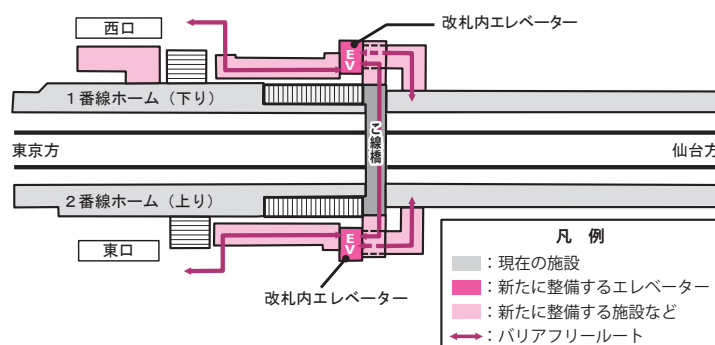 西口
改札内エレベーター
EV
1番線ホーム（下り）
東京方
こ線橋
仙台方
2番線ホーム（上り）
東口
EV
改札内エレベーター
凡 例
：現在の施設
：新たに整備するエレベーター
：新たに整備する施設など
：バリアフリールート